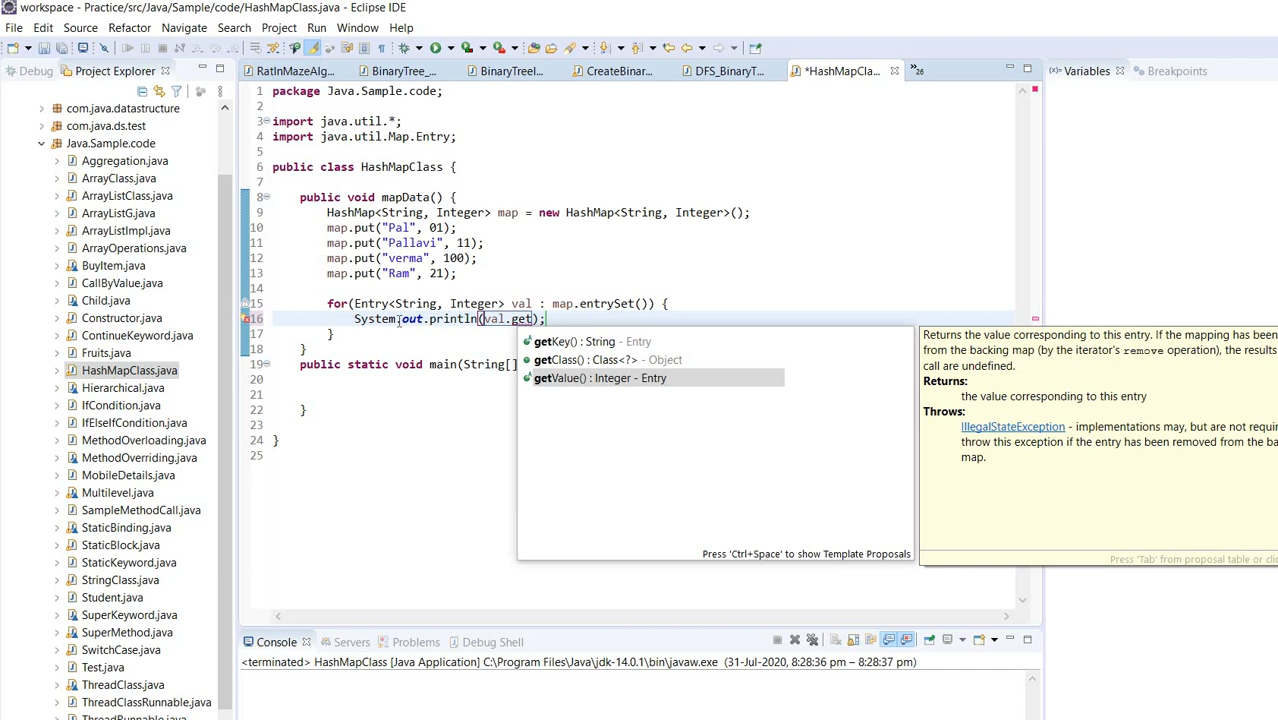 workspace - Practice/src/Java/Sample/code/HashMapClass.java - Eclipse IDE
File Edit Source Refactor Navigate Search Project Run Window Help
Debug
Project Explorer
com.java.datastructure
com.java.ds.test
Java.Sample.code
Aggregation.java
ArrayClass.java
ArrayListClass.java
ArrayListG.java
ArrayListImpl.java
ArrayOperations.java
BuyItem.java
CallByValue.java
Child.java
Constructor.java
ContinueKeyword.java
Fruits.java
HashMapClass.java
Hierarchical.java
IfCondition.java
IfElseIfCondition.java
MethodOverloading.java
MethodOverriding.java
MobileDetails.java
Multilevel.java
SampleMethodCall.java
StaticBinding.java
StaticBlock.java
StaticKeyword.java
StringClass.java
Student.java
SuperKeyword.java
SuperMethod.java
SwitchCase.java
Test.java
ThreadClass.java
ThreadClassRunnable.java
ThreadRunnable.java
RatInMazeAlg... BinaryTree_... BinaryTreeI... CreateBinar... DFS_BinaryT... *HashMapCla... »26
1 package Java.Sample.code;
2
3 import java.util.*;
4 import java.util.Map.Entry;
5
6 public class HashMapClass {
7
8 public void mapData() {
9 HashMap<String, Integer> map = new HashMap<String, Integer>();
10 map.put("Pal", 01);
11 map.put("Pallavi", 11);
12 map.put("verma", 100);
13 map.put("Ram", 21);
14
15 for(Entry<String, Integer> val : map.entrySet()) {
16 System.out.println(val.get);
17 }
18 }
19 public static void main(String[]
20
21
22 }
23
24 }
25
getKey() : String - Entry
getClass() : Class<?> - Object
getValue() : Integer - Entry
Press 'Ctrl+Space' to show Template Proposals
Returns the value corresponding to this entry. If the mapping has been
from the backing map (by the iterator's remove operation), the results
call are undefined.
Returns:
the value corresponding to this entry
Throws:
IllegalStateException - implementations may, but are not requir
throw this exception if the entry has been removed from the ba
map.
Press 'Tab' from proposal table or clic
Variables Breakpoints
Console Servers Problems Debug Shell
<terminated> HashMapClass [Java Application] C:\Program Files\Java\jdk-14.0.1\bin\javaw.exe (31-Jul-2020, 8:28:36 pm – 8:28:37 pm)